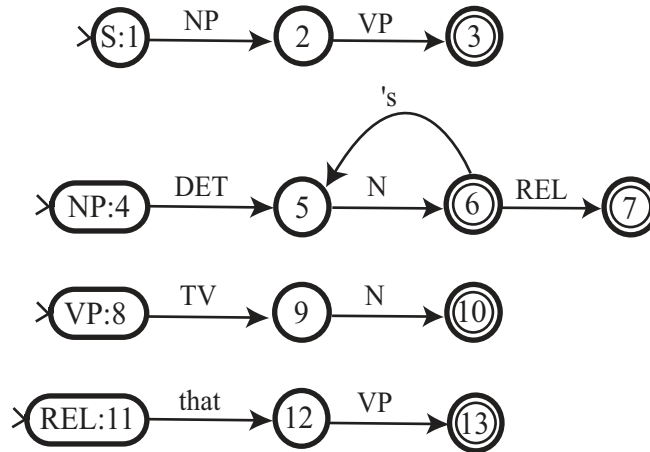 S:1 NP 2 VP 3
's
NP:4 DET 5 N 6 REL 7
VP:8 TV 9 N 10
REL:11 that 12 VP 13